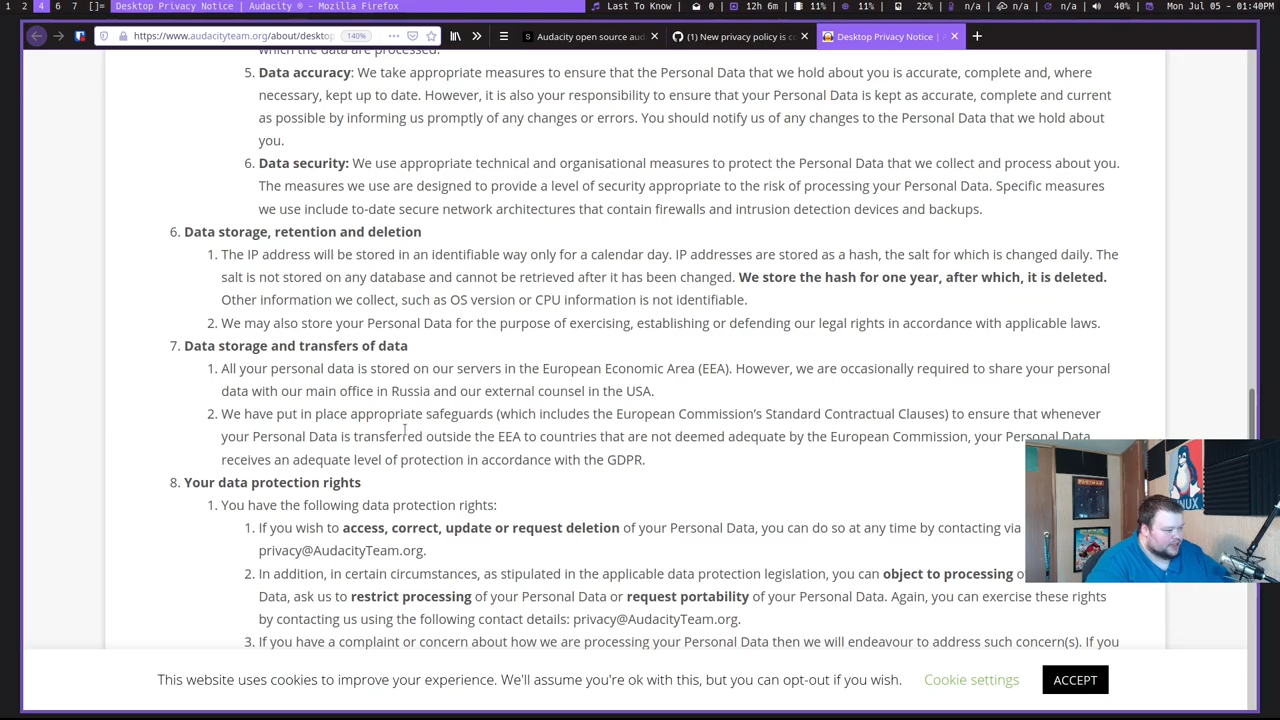 1 2 4 6 7 []= Desktop Privacy Notice | Audacity ® - Mozilla Firefox
Last To Know 0 2h 6m 11% 11% 22% n/a n/a n/a 40% Mon Jul 05 - 01:40PM
https://www.audacityteam.org/about/desktop 140% Audacity open source aud (1) New privacy policy is co Desktop Privacy Notice | A
which the data are processed.
5. Data accuracy: We take appropriate measures to ensure that the Personal Data that we hold about you is accurate, complete and, where
necessary, kept up to date. However, it is also your responsibility to ensure that your Personal Data is kept as accurate, complete and current
as possible by informing us promptly of any changes or errors. You should notify us of any changes to the Personal Data that we hold about
you.
6. Data security: We use appropriate technical and organisational measures to protect the Personal Data that we collect and process about you.
The measures we use are designed to provide a level of security appropriate to the risk of processing your Personal Data. Specific measures
we use include to-date secure network architectures that contain firewalls and intrusion detection devices and backups.
6. Data storage, retention and deletion
1. The IP address will be stored in an identifiable way only for a calendar day. IP addresses are stored as a hash, the salt for which is changed daily. The
salt is not stored on any database and cannot be retrieved after it has been changed. We store the hash for one year, after which, it is deleted.
Other information we collect, such as OS version or CPU information is not identifiable.
2. We may also store your Personal Data for the purpose of exercising, establishing or defending our legal rights in accordance with applicable laws.
7. Data storage and transfers of data
1. All your personal data is stored on our servers in the European Economic Area (EEA). However, we are occasionally required to share your personal
data with our main office in Russia and our external counsel in the USA.
2. We have put in place appropriate safeguards (which includes the European Commission's Standard Contractual Clauses) to ensure that whenever
your Personal Data is transferred outside the EEA to countries that are not deemed adequate by the European Commission, your Personal Data
receives an adequate level of protection in accordance with the GDPR.
8. Your data protection rights
1. You have the following data protection rights:
1. If you wish to access, correct, update or request deletion of your Personal Data, you can do so at any time by contacting via
privacy@AudacityTeam.org.
2. In addition, in certain circumstances, as stipulated in the applicable data protection legislation, you can object to processing
Data, ask us to restrict processing of your Personal Data or request portability of your Personal Data. Again, you can exercise these rights
by contacting us using the following contact details: privacy@AudacityTeam.org.
3. If you have a complaint or concern about how we are processing your Personal Data then we will endeavour to address such concern(s). If you
This website uses cookies to improve your experience. We'll assume you're ok with this, but you can opt-out if you wish. Cookie settings ACCEPT
LINUX